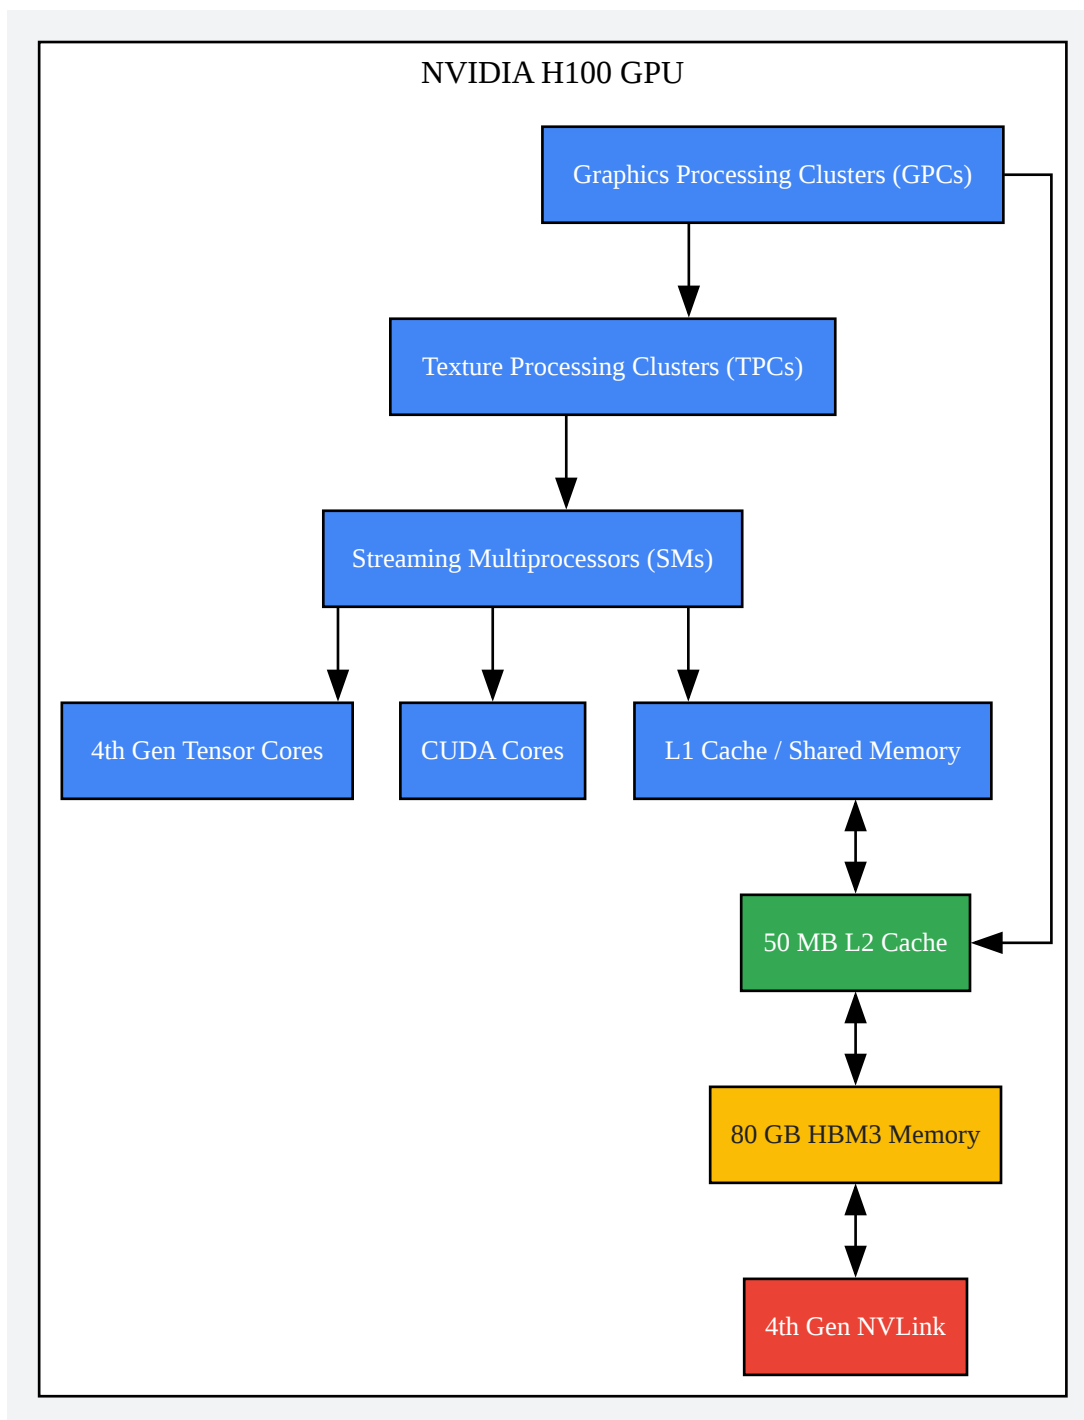 NVIDIA H100 GPU
Graphics Processing Clusters (GPCs)
Texture Processing Clusters (TPCs)
Streaming Multiprocessors (SMs)
4th Gen Tensor Cores
CUDA Cores
L1 Cache / Shared Memory
50 MB L2 Cache
80 GB HBM3 Memory
4th Gen NVLink